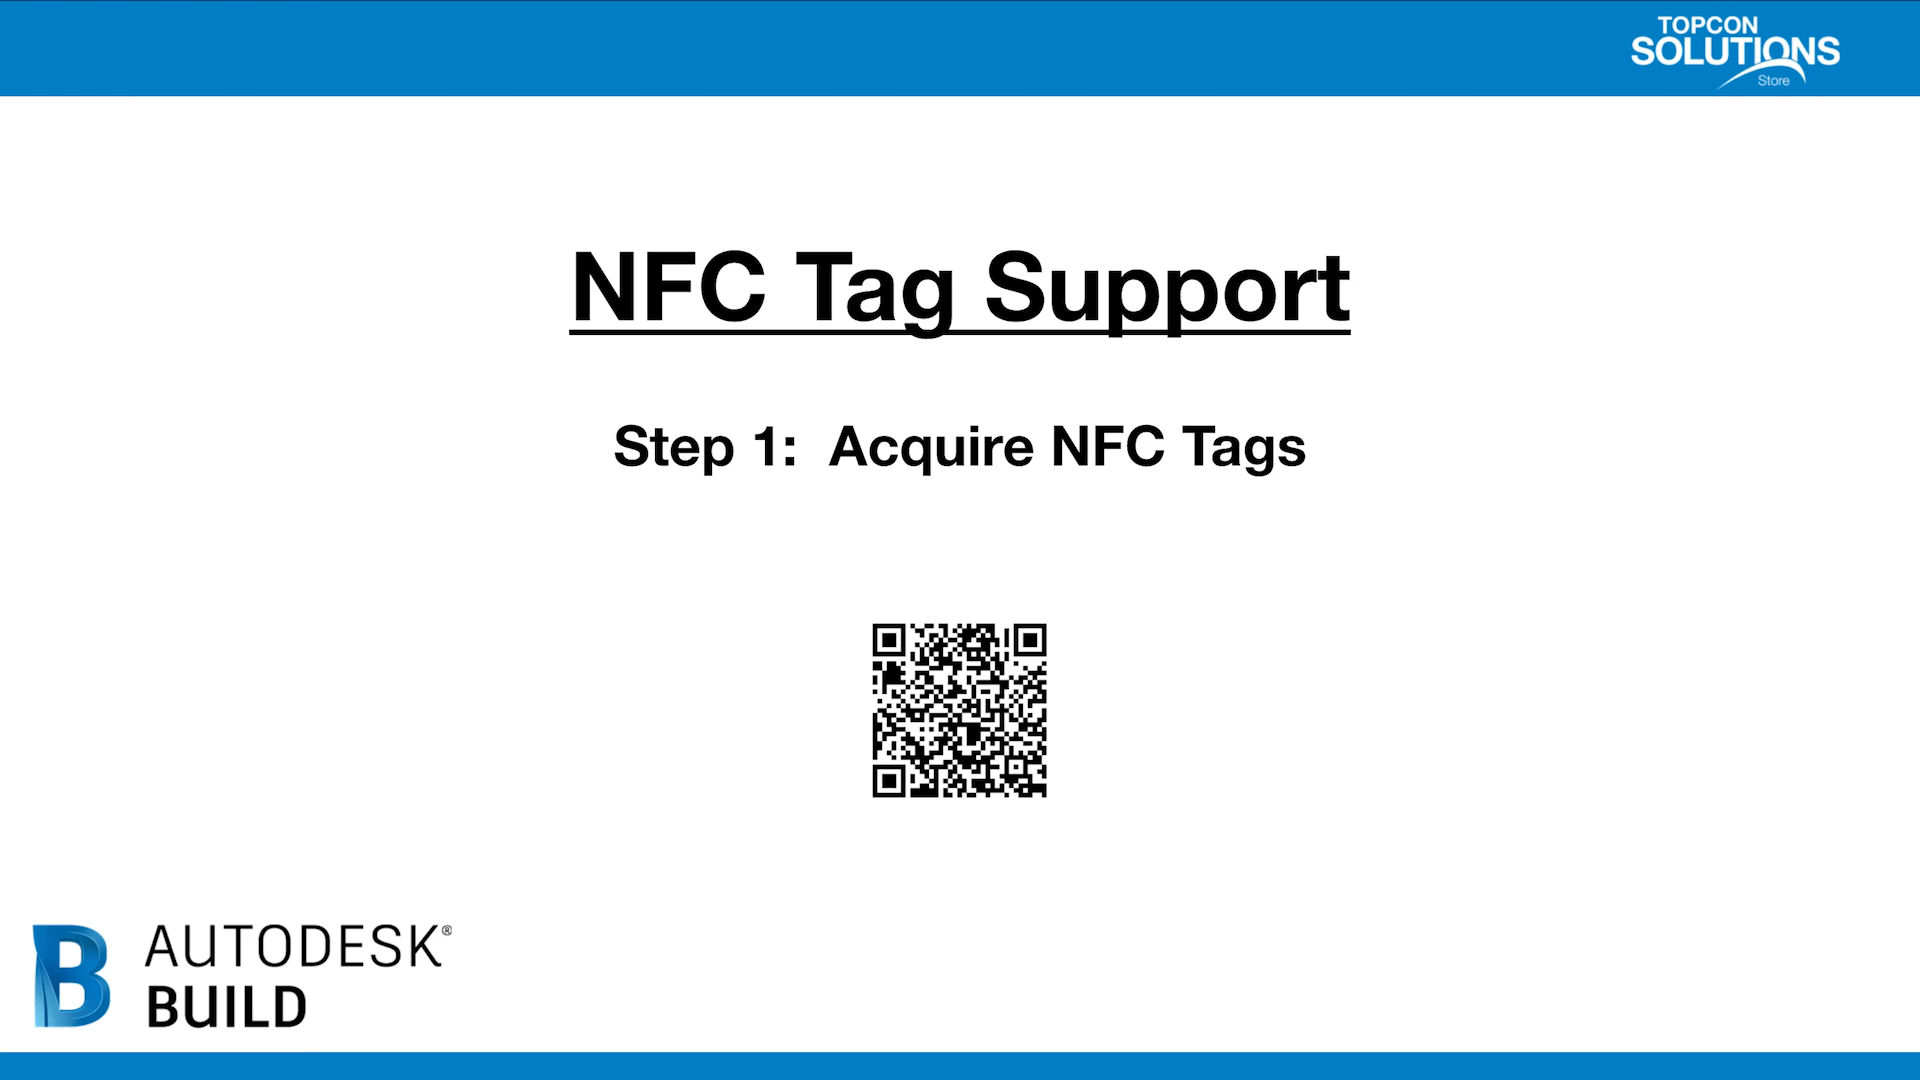 TOPCON
SOLUTIONS
Store
NFC Tag Support
Step 1: Acquire NFC Tags
AUTODESK®
BUILD